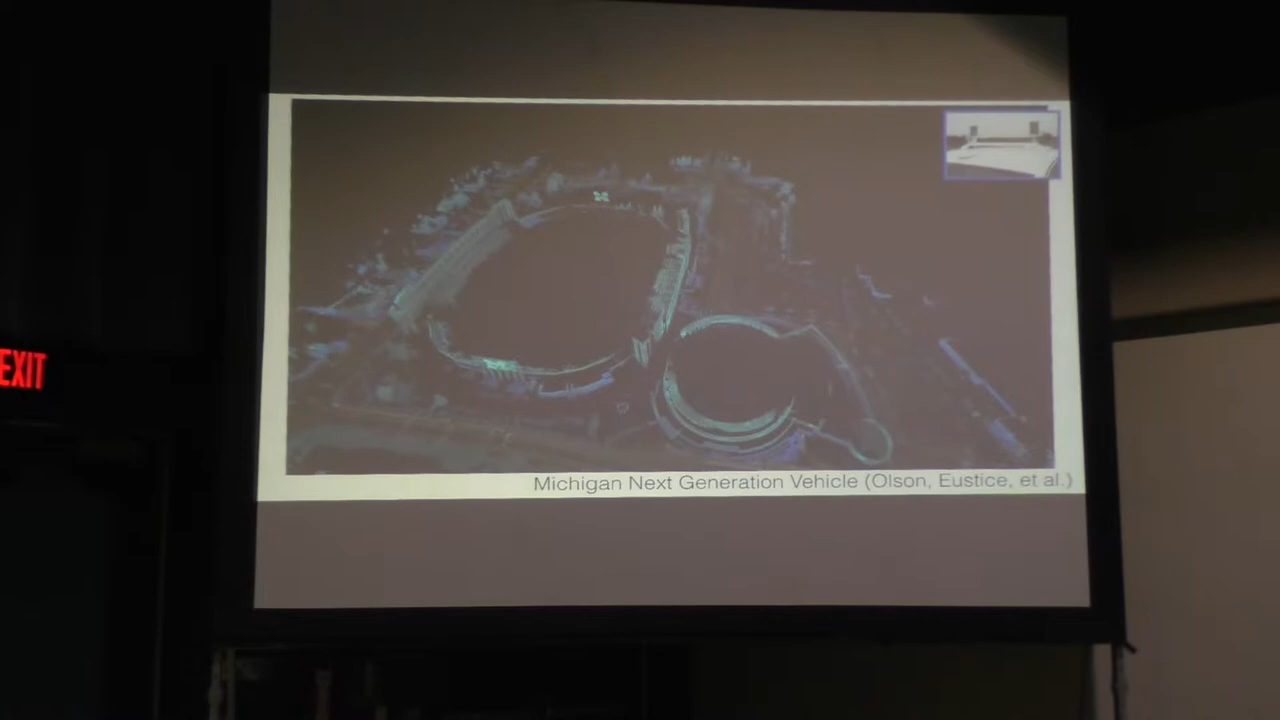 EXIT
Michigan Next Generation Vehicle (Olson, Eustice, et al.)